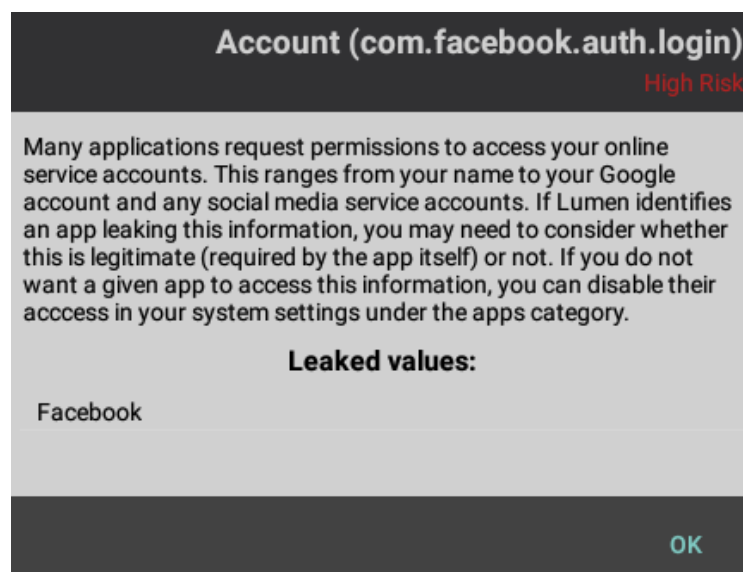 Account (com.facebook.auth.login)
High Risk
Many applications request permissions to access your online
service accounts. This ranges from your name to your Google
account and any social media service accounts. If Lumen identifies
an app leaking this information, you may need to consider whether
this is legitimate (required by the app itself) or not. If you do not
want a given app to access this information, you can disable their
acccess in your system settings under the apps category.
Leaked values:
Facebook
OK